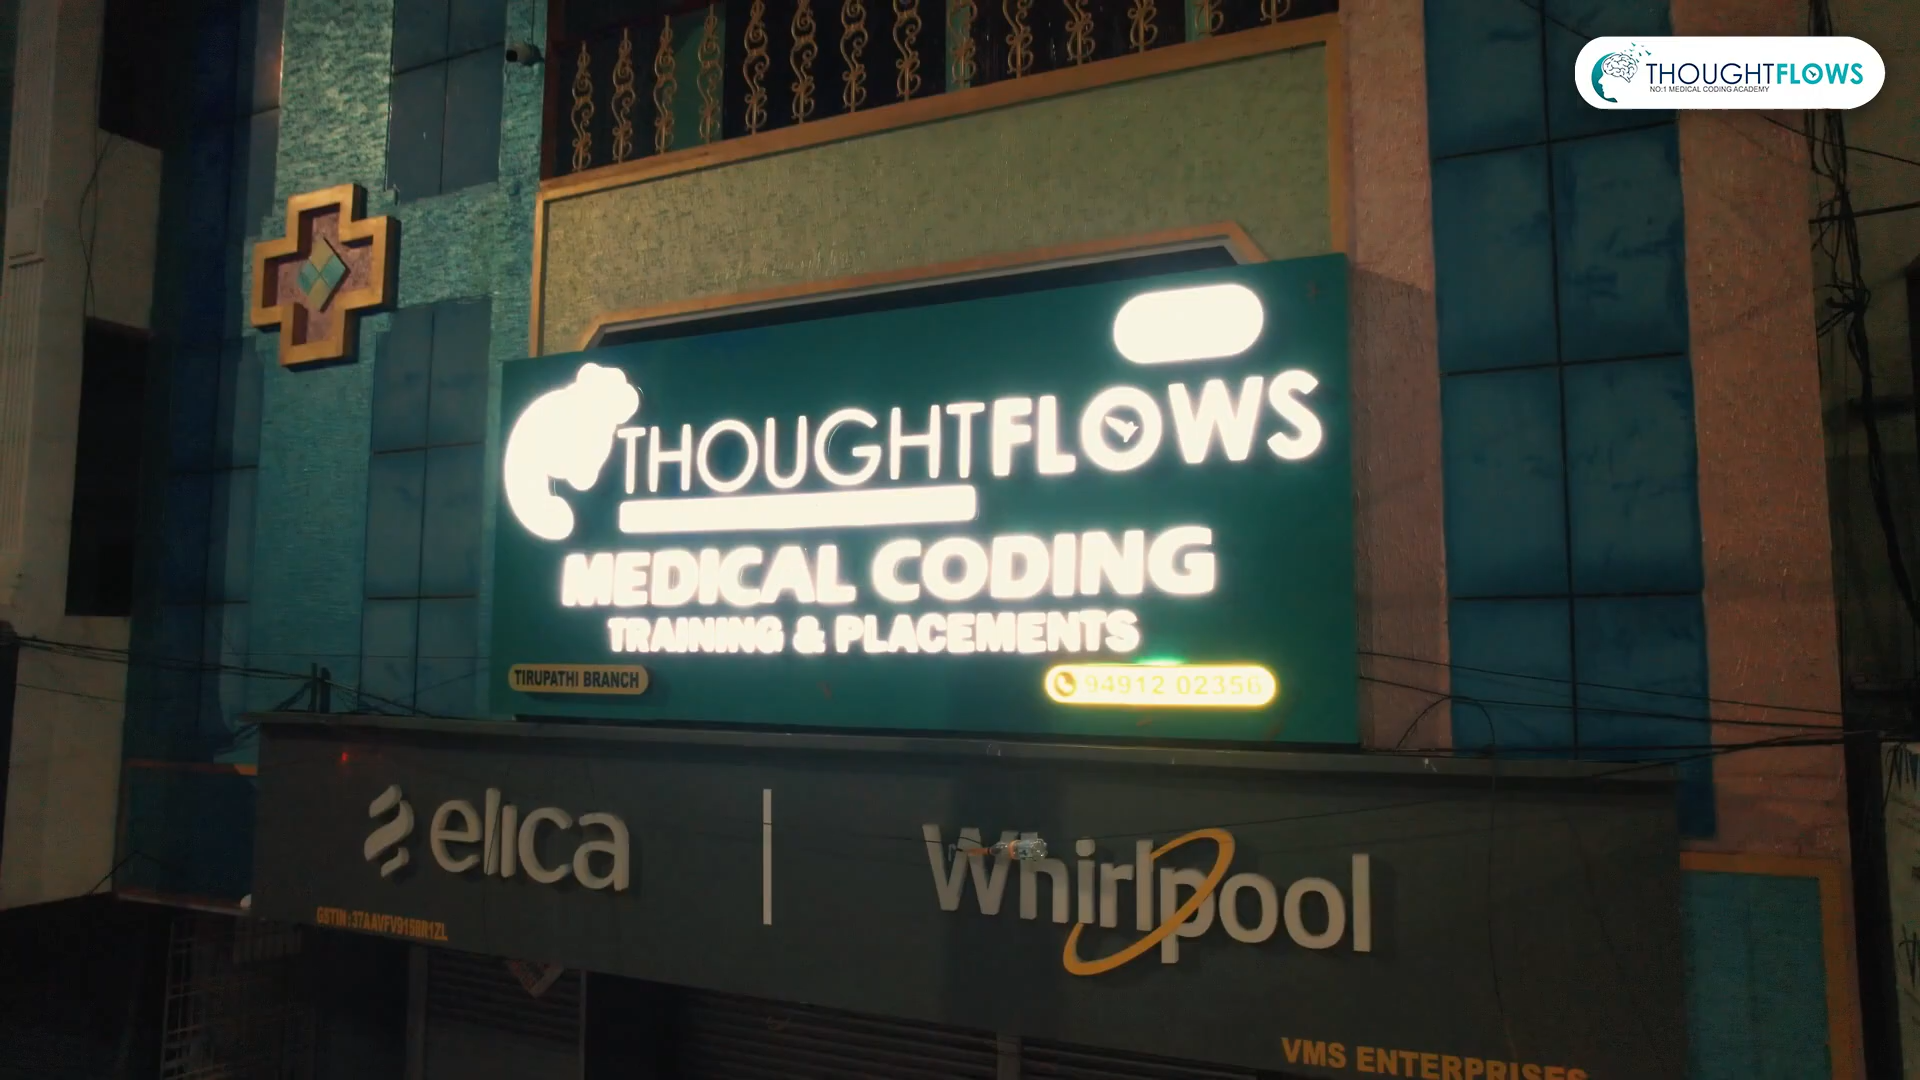 THOUGHTFLOWS
NO:1 MEDICAL CODING ACADEMY
THOUGHTFLOWS
MEDICAL CODING
TRAINING & PLACEMENTS
TIRUPATHI BRANCH
94912 02356
elica
Whirlpool
VMS ENTERPRISES